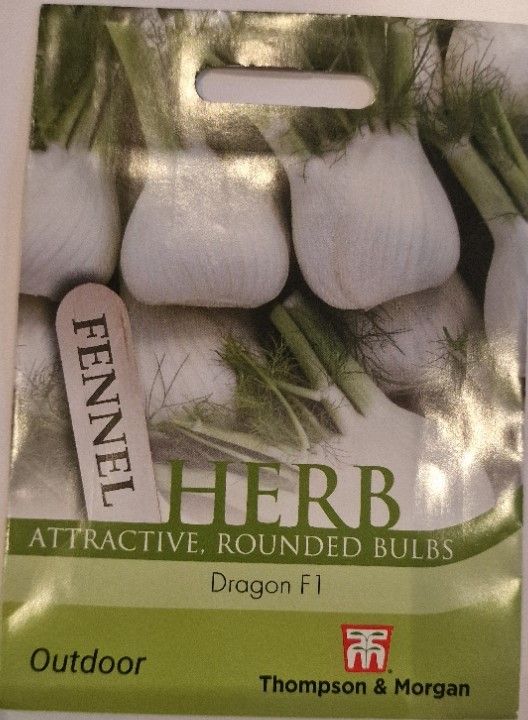 FENNEL
HERB
ATTRACTIVE, ROUNDED BULBS
Dragon F1
Outdoor
Thompson & Morgan